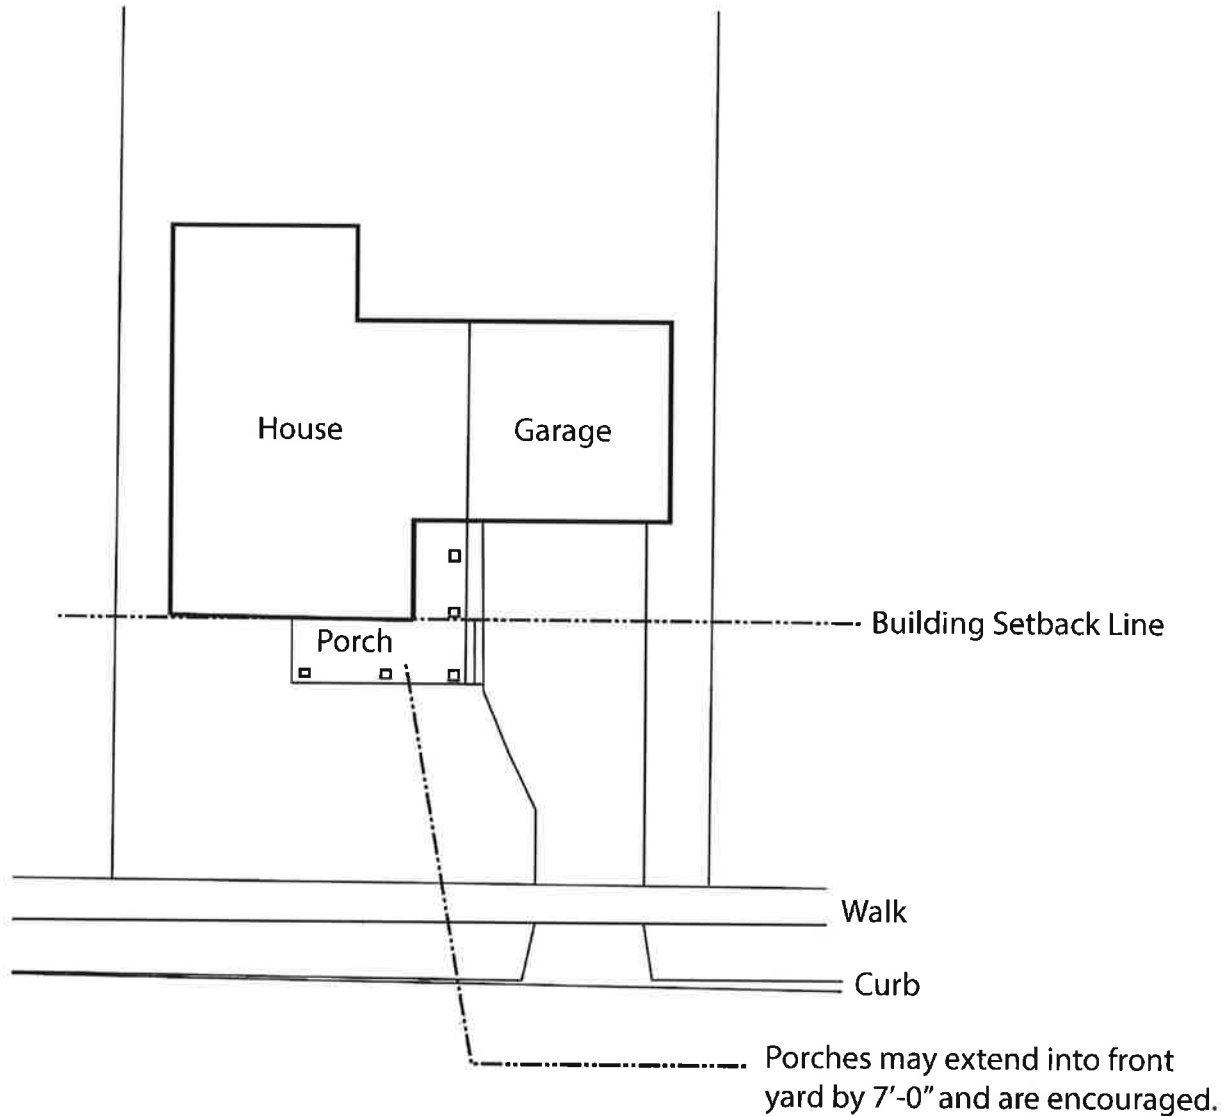 House
Garage
Building Setback Line
Porch
Walk
Curb
Porches may extend into front
yard by 7'-0" and are encouraged.